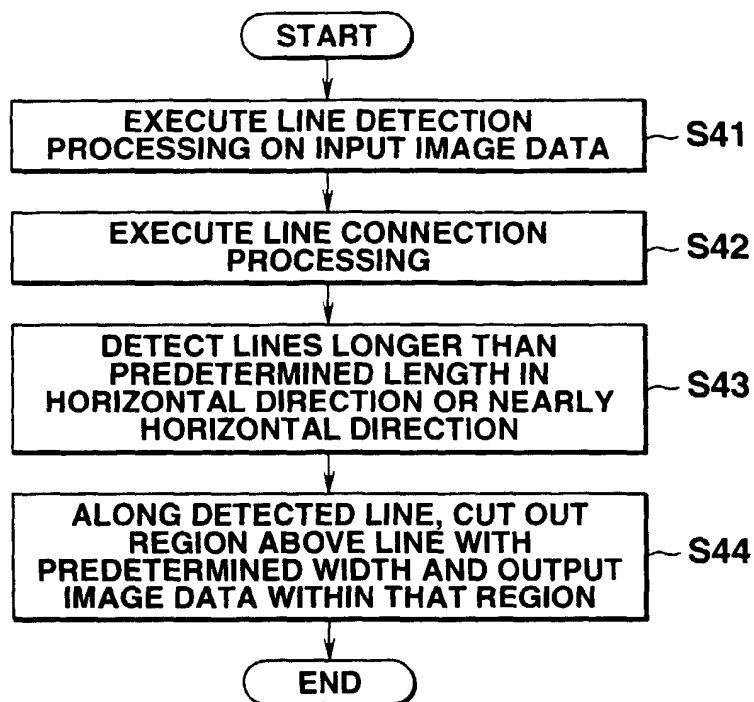 START
EXECUTE LINE DETECTION
PROCESSING ON INPUT IMAGE DATA
S41
EXECUTE LINE CONNECTION
PROCESSING
S42
DETECT LINES LONGER THAN
PREDETERMINED LENGTH IN
HORIZONTAL DIRECTION OR NEARLY
HORIZONTAL DIRECTION
S43
ALONG DETECTED LINE, CUT OUT
REGION ABOVE LINE WITH
PREDETERMINED WIDTH AND OUTPUT
IMAGE DATA WITHIN THAT REGION
S44
END